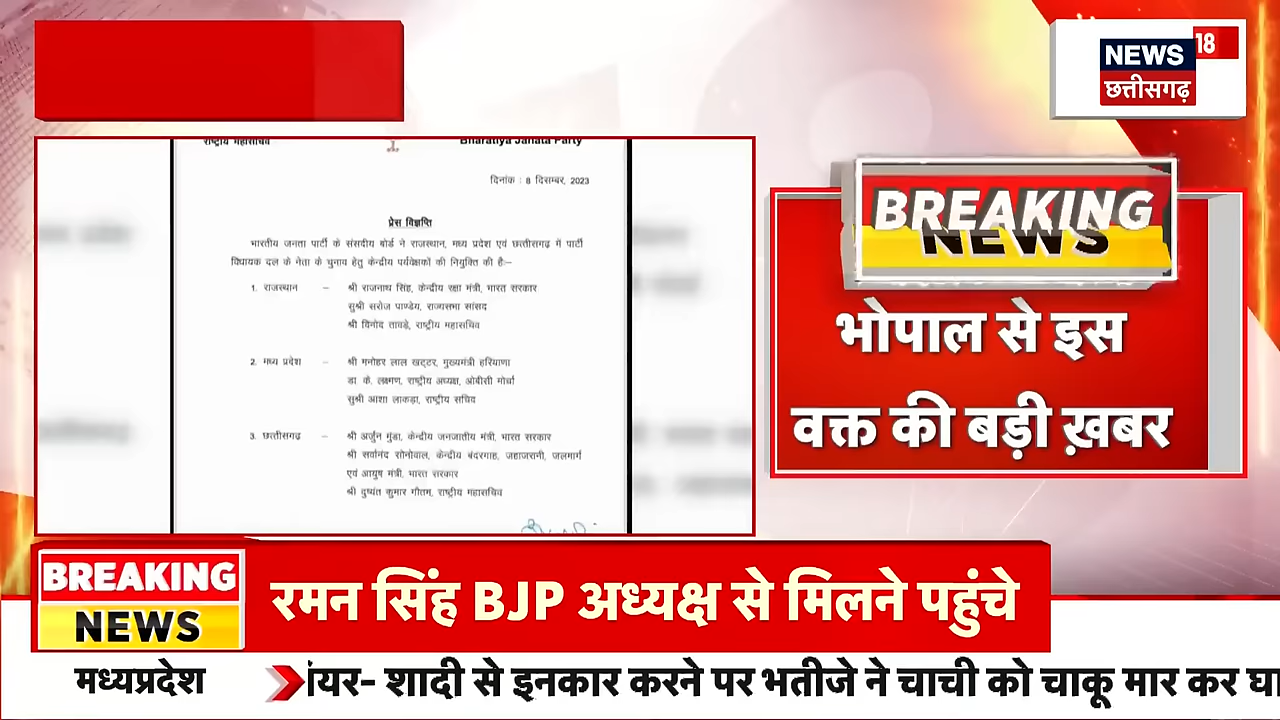 NEWS 18
छत्तीसगढ़
राष्ट्रीय महासचिव
Bharatiya Janata Party
दिनांक : 8 दिसम्बर, 2023
प्रेस विज्ञप्ति
भारतीय जनता पार्टी के संसदीय बोर्ड ने राजस्थान, मध्य प्रदेश एवं छत्तीसगढ़ में पार्टी
विधायक दल के नेता के चुनाव हेतु केन्द्रीय पर्यवेक्षकों की नियुक्ति की है:–
1. राजस्थान – श्री राजनाथ सिंह, केन्द्रीय रक्षा मंत्री, भारत सरकार
सुश्री सरोज पाण्डेय, राज्यसभा सांसद
श्री विनोद तावड़े, राष्ट्रीय महासचिव
2. मध्य प्रदेश – श्री मनोहर लाल खट्टर, मुख्यमंत्री हरियाणा
डा के. लक्ष्मण, राष्ट्रीय अध्यक्ष, ओबीसी मोर्चा
सुश्री आशा लाकड़ा, राष्ट्रीय सचिव
3. छत्तीसगढ़ – श्री अर्जुन मुंडा, केन्द्रीय जनजातीय मंत्री, भारत सरकार
श्री सर्वानंद सोनोवाल, केन्द्रीय बंदरगाह, जहाजरानी, जलमार्ग
एवं आयुष मंत्री, भारत सरकार
श्री दुष्यंत कुमार गौतम, राष्ट्रीय महासचिव
BREAKING
NEWS
भोपाल से इस
वक्त की बड़ी ख़बर
BREAKING
NEWS
रमन सिंह BJP अध्यक्ष से मिलने पहुंचे
मध्यप्रदेश
शादी से इनकार करने पर भतीजे ने चाची को चाकू मार कर